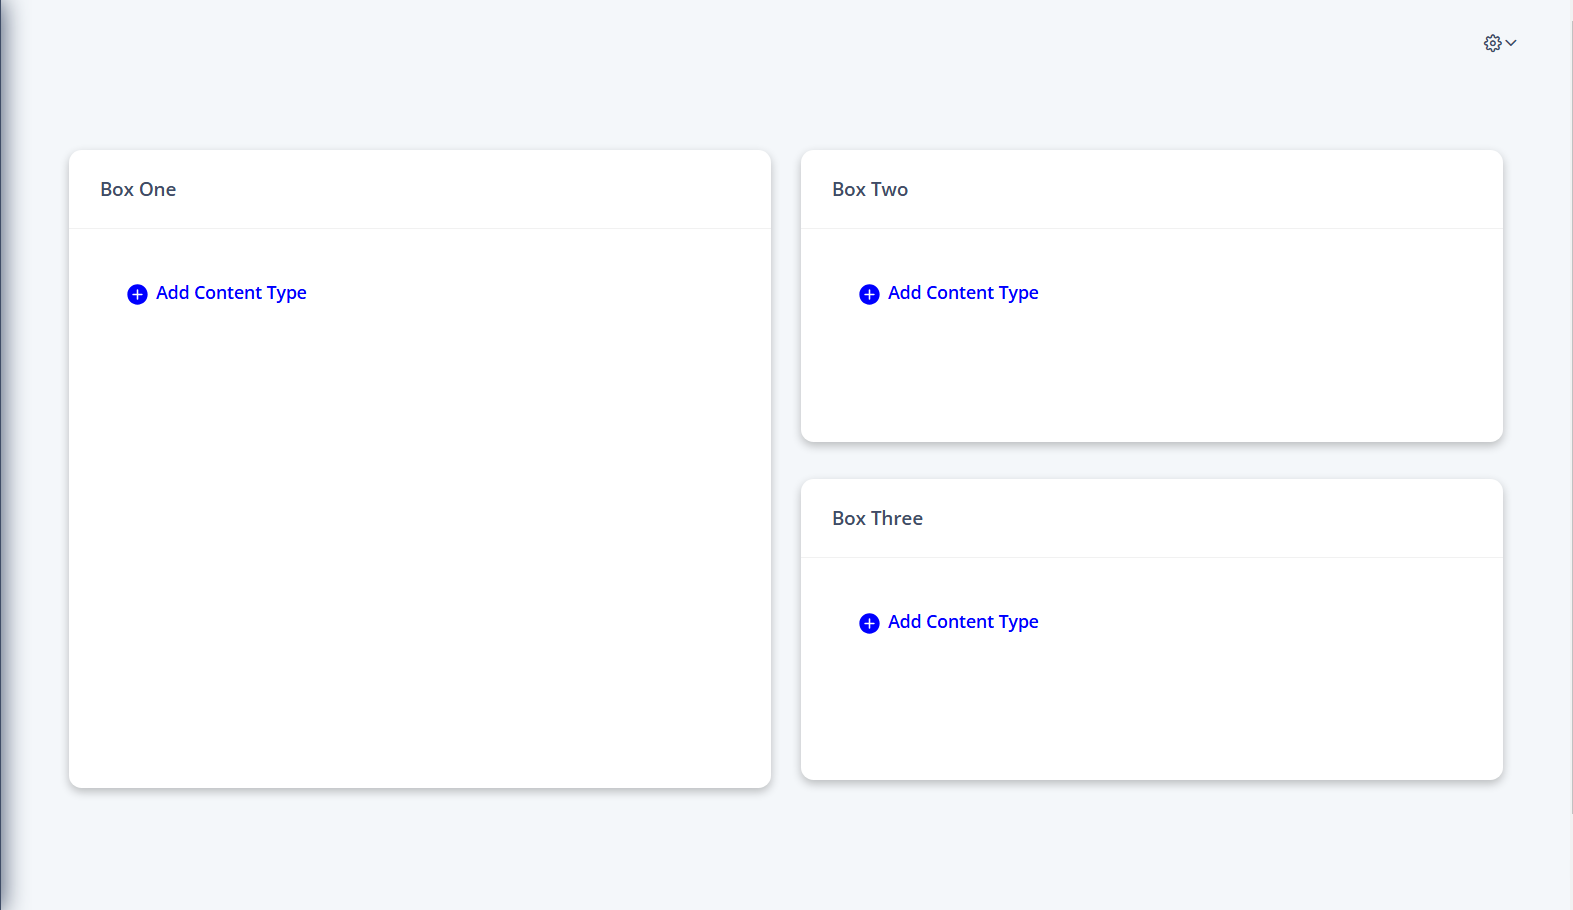 Box One
Add Content Type
Box Two
Add Content Type
Box Three
Add Content Type